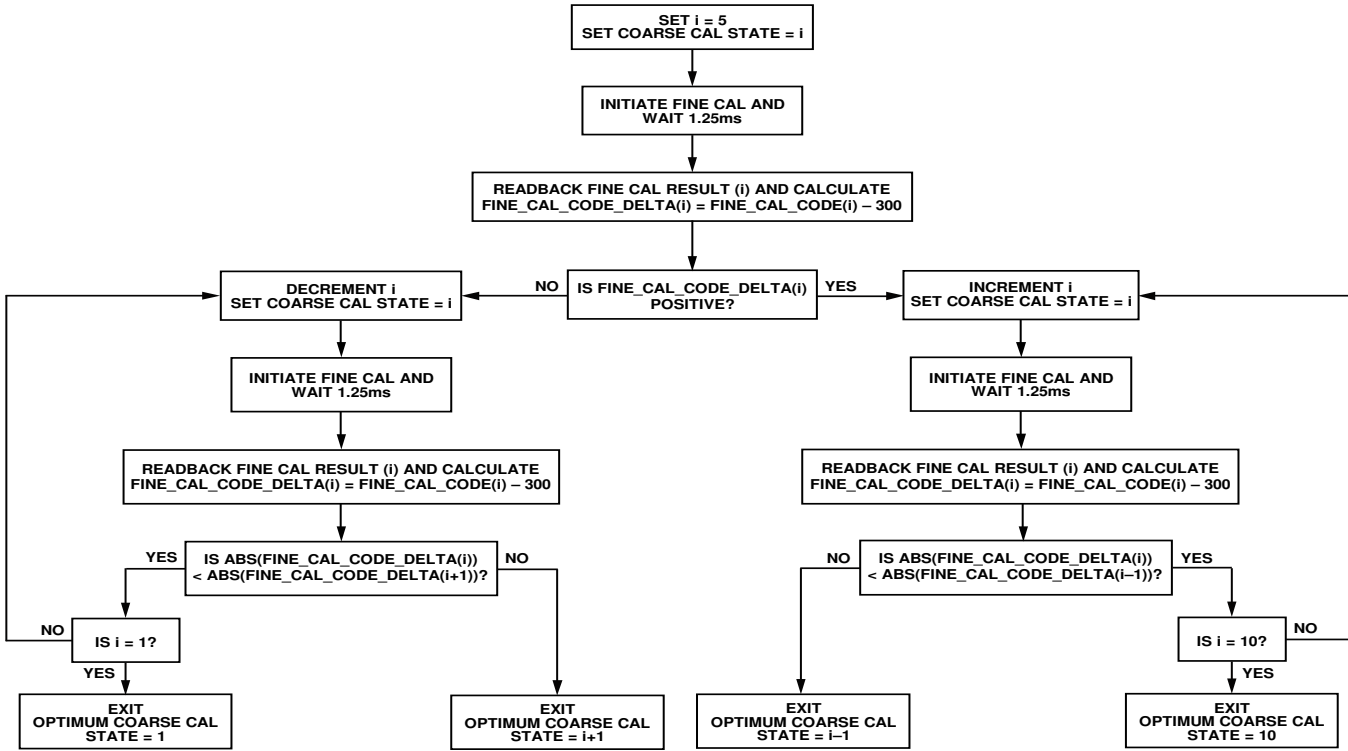 SET i = 5
SET COARSE CAL STATE = i
INITIATE FINE CAL AND
WAIT 1.25ms
READBACK FINE CAL RESULT (i) AND CALCULATE
FINE_CAL_CODE_DELTA(i) = FINE_CAL_CODE(i) – 300
IS FINE_CAL_CODE_DELTA(i)
POSITIVE?
NO
YES
DECREMENT i
SET COARSE CAL STATE = i
INITIATE FINE CAL AND
WAIT 1.25ms
READBACK FINE CAL RESULT (i) AND CALCULATE
FINE_CAL_CODE_DELTA(i) = FINE_CAL_CODE(i) – 300
YES
IS ABS(FINE_CAL_CODE_DELTA(i))
< ABS(FINE_CAL_CODE_DELTA(i+1))?
NO
NO
IS i = 1?
YES
EXIT
OPTIMUM COARSE CAL
STATE = 1
EXIT
OPTIMUM COARSE CAL
STATE = i+1
INCREMENT i
SET COARSE CAL STATE = i
INITIATE FINE CAL AND
WAIT 1.25ms
READBACK FINE CAL RESULT (i) AND CALCULATE
FINE_CAL_CODE_DELTA(i) = FINE_CAL_CODE(i) – 300
NO
IS ABS(FINE_CAL_CODE_DELTA(i))
< ABS(FINE_CAL_CODE_DELTA(i–1))?
YES
IS i = 10?
NO
YES
EXIT
OPTIMUM COARSE CAL
STATE = i–1
EXIT
OPTIMUM COARSE CAL
STATE = 10